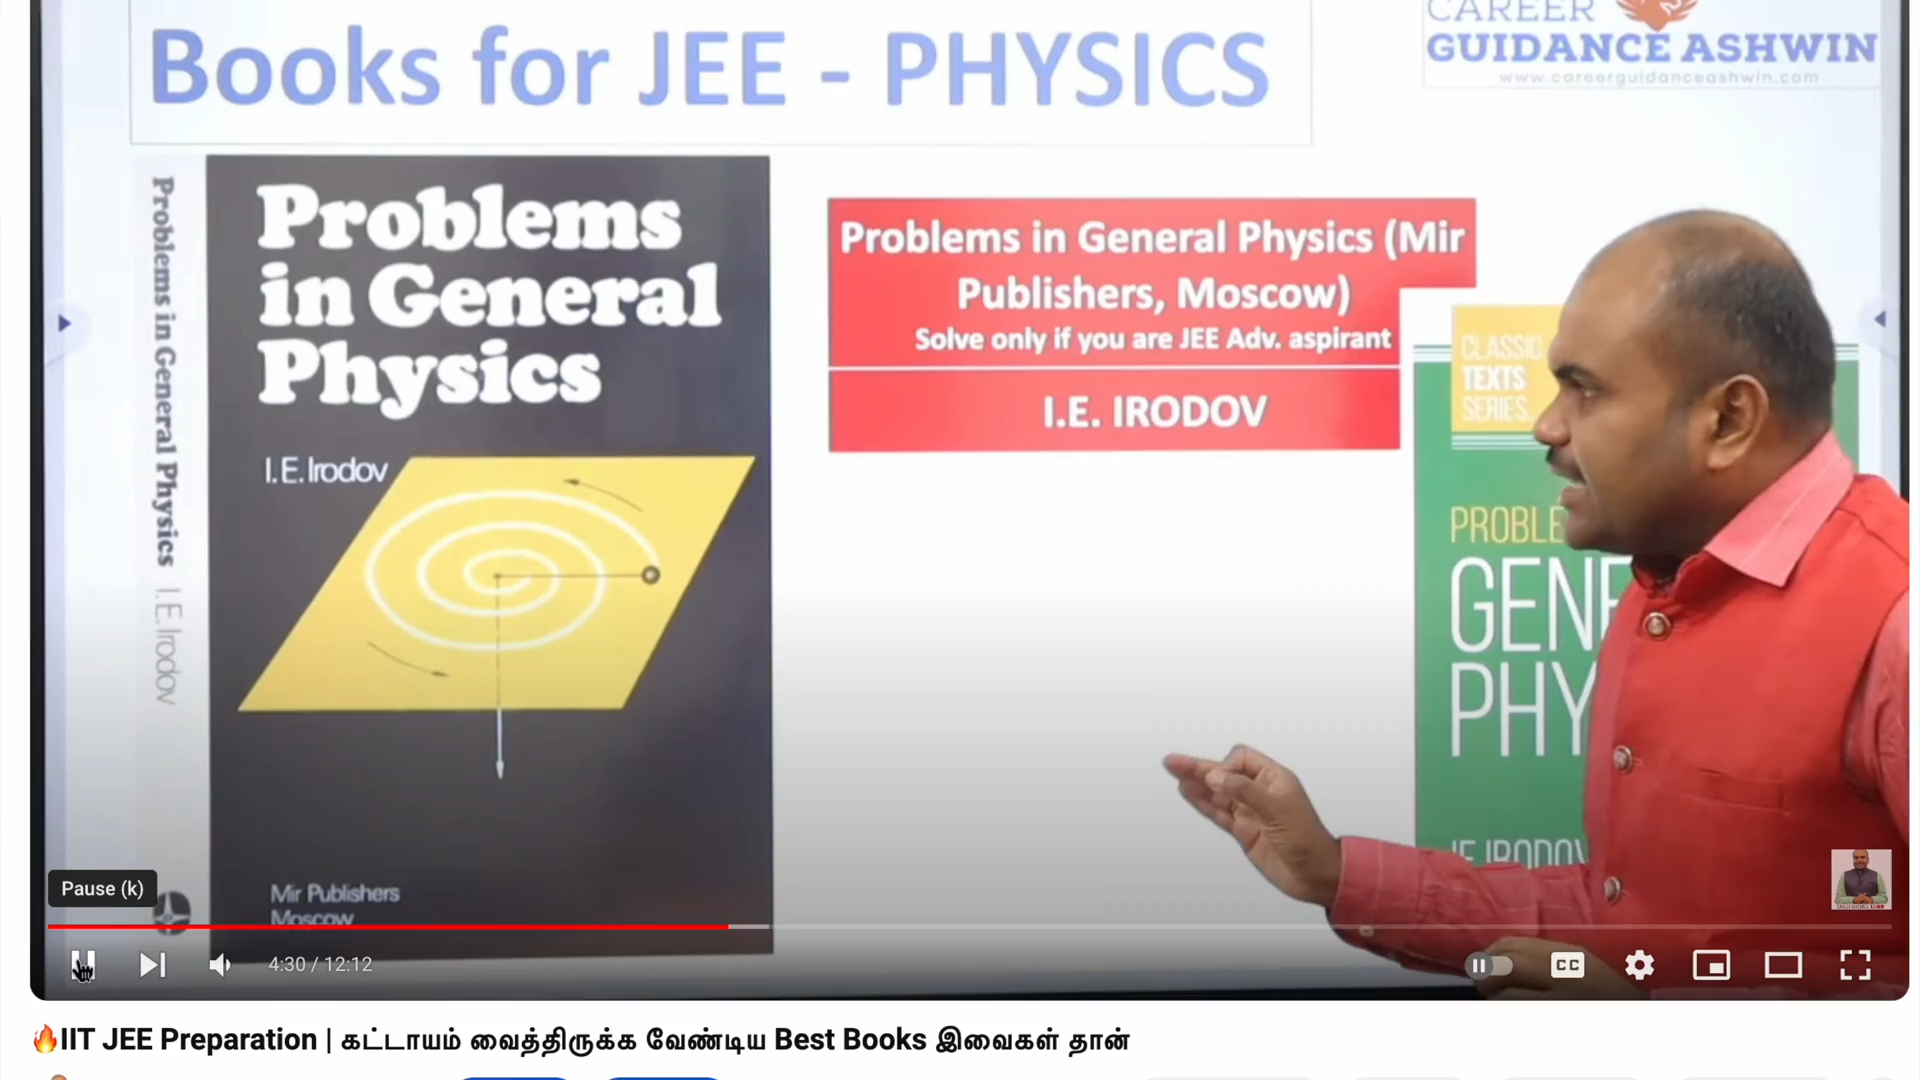 Books for JEE - PHYSICS
CAREER
GUIDANCE ASHWIN
www.careerguidanceashwin.com
Problems in General Physics I.E. Irodov
Problems
in General
Physics
I.E. Irodov
Mir Publishers
Moscow
Problems in General Physics (Mir
Publishers, Moscow)
Solve only if you are JEE Adv. aspirant
I.E. IRODOV
CLASSIC
TEXTS
SERIES
Pause (k)
4:30 / 12:12
CC
🔥IIT JEE Preparation | கட்டாயம் வைத்திருக்க வேண்டிய Best Books இவைகள் தான்